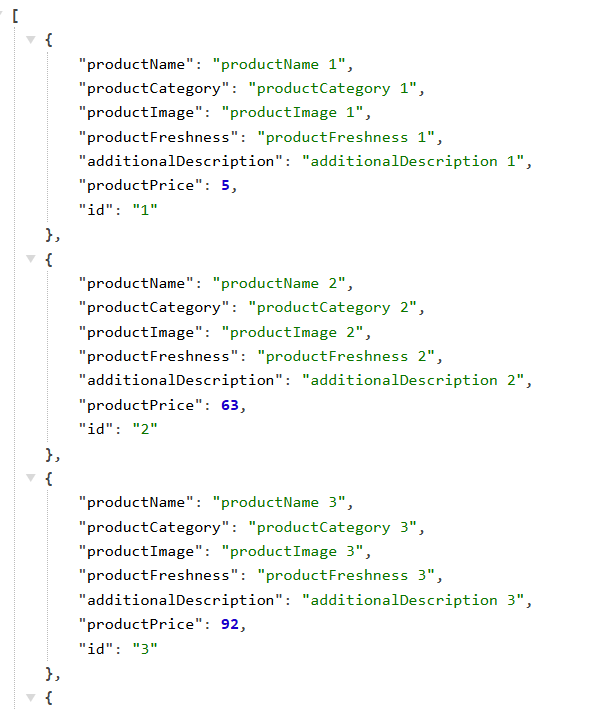 [
{
"productName": "productName 1",
"productCategory": "productCategory 1",
"productImage": "productImage 1",
"productFreshness": "productFreshness 1",
"additionalDescription": "additionalDescription 1",
"productPrice": 5,
"id": "1"
},
{
"productName": "productName 2",
"productCategory": "productCategory 2",
"productImage": "productImage 2",
"productFreshness": "productFreshness 2",
"additionalDescription": "additionalDescription 2",
"productPrice": 63,
"id": "2"
},
{
"productName": "productName 3",
"productCategory": "productCategory 3",
"productImage": "productImage 3",
"productFreshness": "productFreshness 3",
"additionalDescription": "additionalDescription 3",
"productPrice": 92,
"id": "3"
},
{